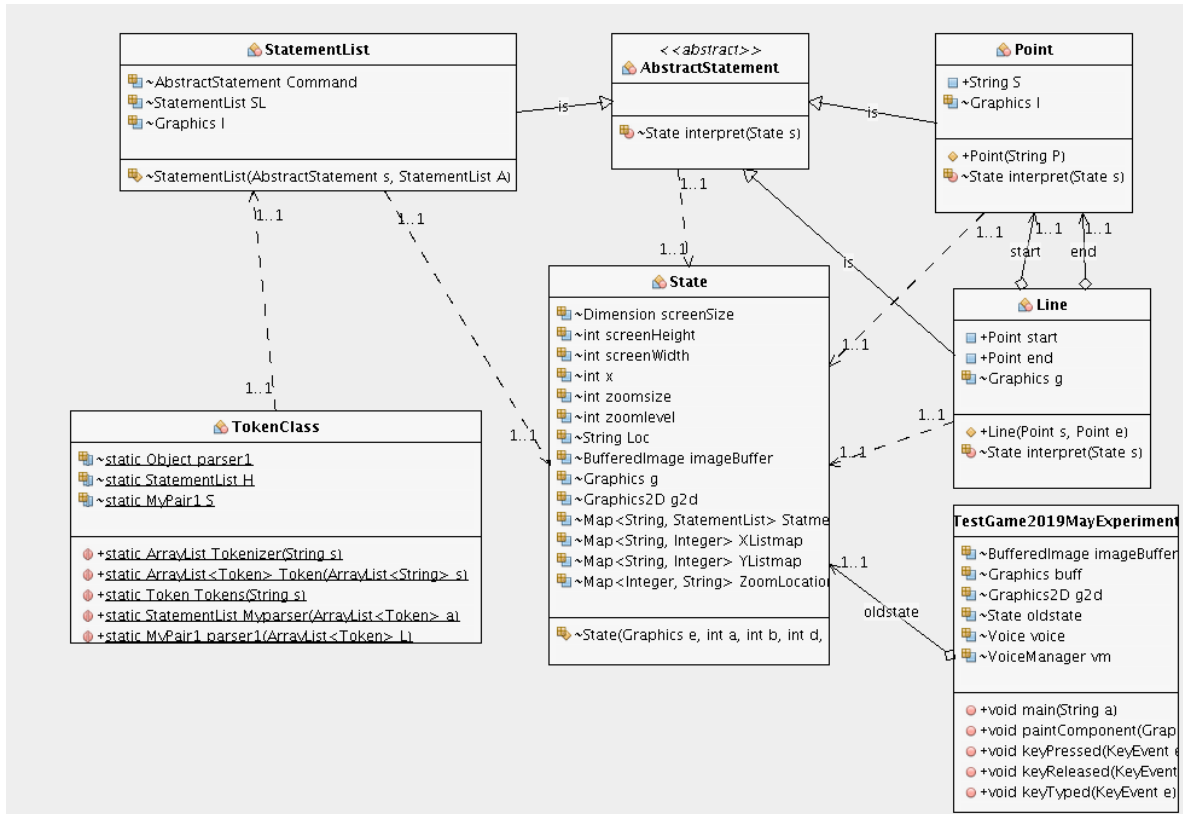 StatementList
~AbstractStatement Command
~StatementList SL
~Graphics l
~StatementList(AbstractStatement s, StatementList A)
<<abstract>>
AbstractStatement
~State interpret(State s)
Point
+String S
~Graphics l
+Point(String P)
~State interpret(State s)
is
is
is
1..1
1..1
1..1
1..1
1..1
1..1
1..1
1..1
1..1
1..1
start
end
1..1
1..1
State
~Dimension screenSize
~int screenHeight
~int screenWidth
~int x
~int zoomsize
~int zoomlevel
~String Loc
~BufferedImage imageBuffer
~Graphics g
~Graphics2D g2d
~Map<String, StatementList> Statme
~Map<String, Integer> XListmap
~Map<String, Integer> YListmap
~Map<Integer, String> ZoomLocation
~State(Graphics e, int a, int b, int d,
Line
+Point start
+Point end
~Graphics g
+Line(Point s, Point e)
~State interpret(State s)
TokenClass
~static Object parser1
~static StatementList H
~static MyPair1 S
+static ArrayList Tokenizer(String s)
+static ArrayList<Token> Token(ArrayList<String> s)
+static Token Tokens(String s)
+static StatementList Myparser(ArrayList<Token> a)
+static MyPair1 parser1(ArrayList<Token> L)
1..1
oldstate
TestGame2019MayExperiment
~BufferedImage imageBuffer
~Graphics buff
~Graphics2D g2d
~State oldstate
~Voice voice
~VoiceManager vm
+void main(String a)
+void paintComponent(Grap
+void keyPressed(KeyEvent e
+void keyReleased(KeyEvent
+void keyTyped(KeyEvent e)